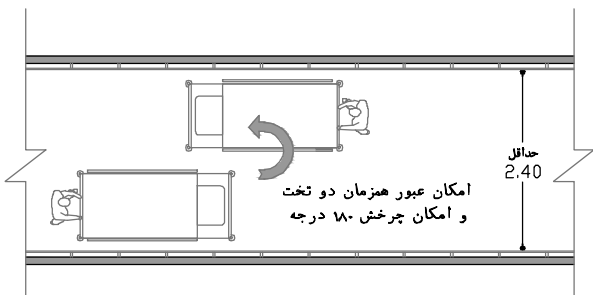 حداقل
2.40
امکان عبور همزمان دو تخت
و امکان چرخش ۱۸۰ درجه